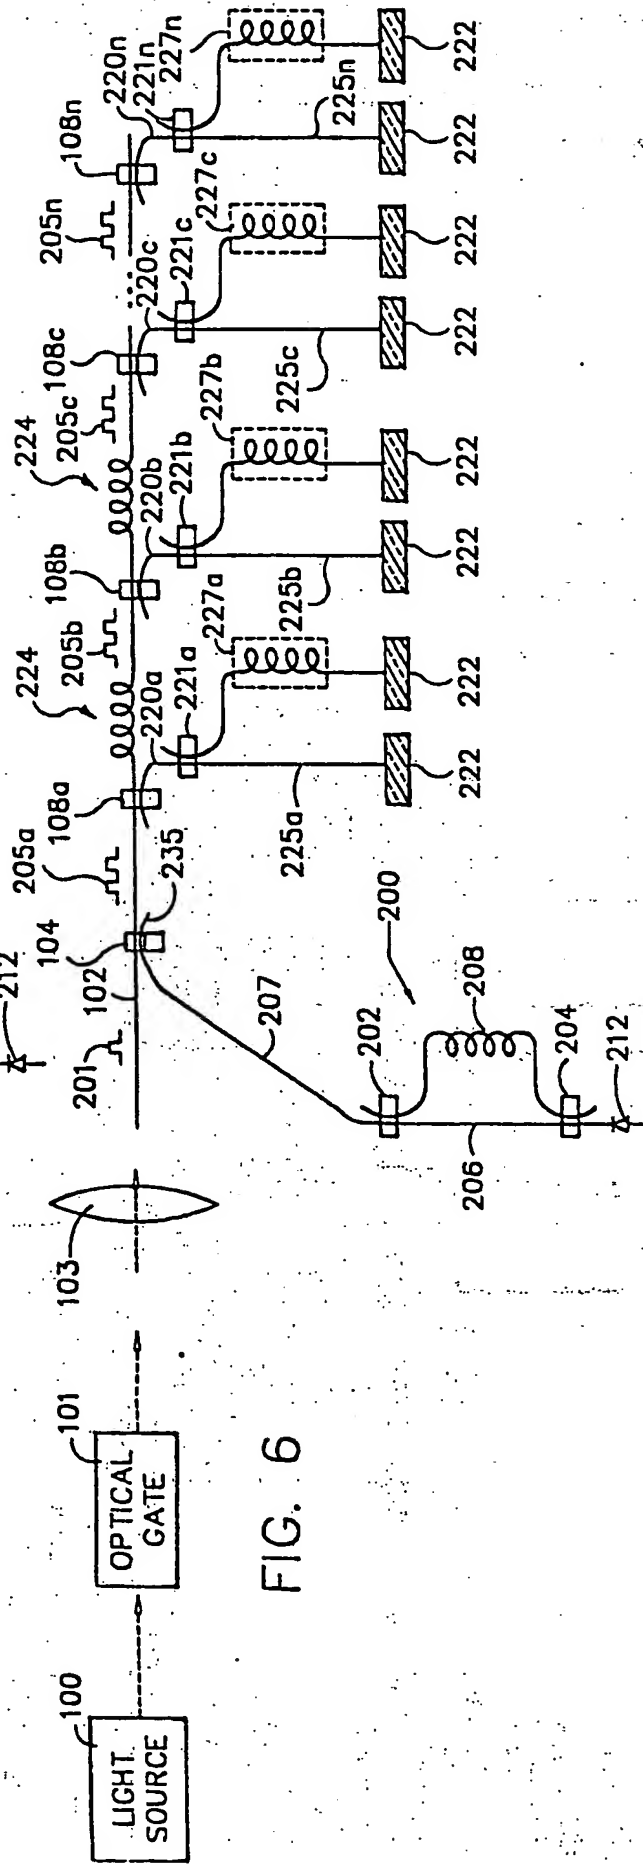 100
LIGHT
SOURCE
101
OPTICAL
GATE
103
201
102
212
104
205a
235
108a
224
205b
108b
224
205c
108c
205n
108n
220a
221a
227a
220b
221b
227b
220c
221c
227c
220n
221n
227n
225a
225b
225c
225n
222
222
222
222
222
222
222
222
207
200
202
208
206
204
212
FIG. 6